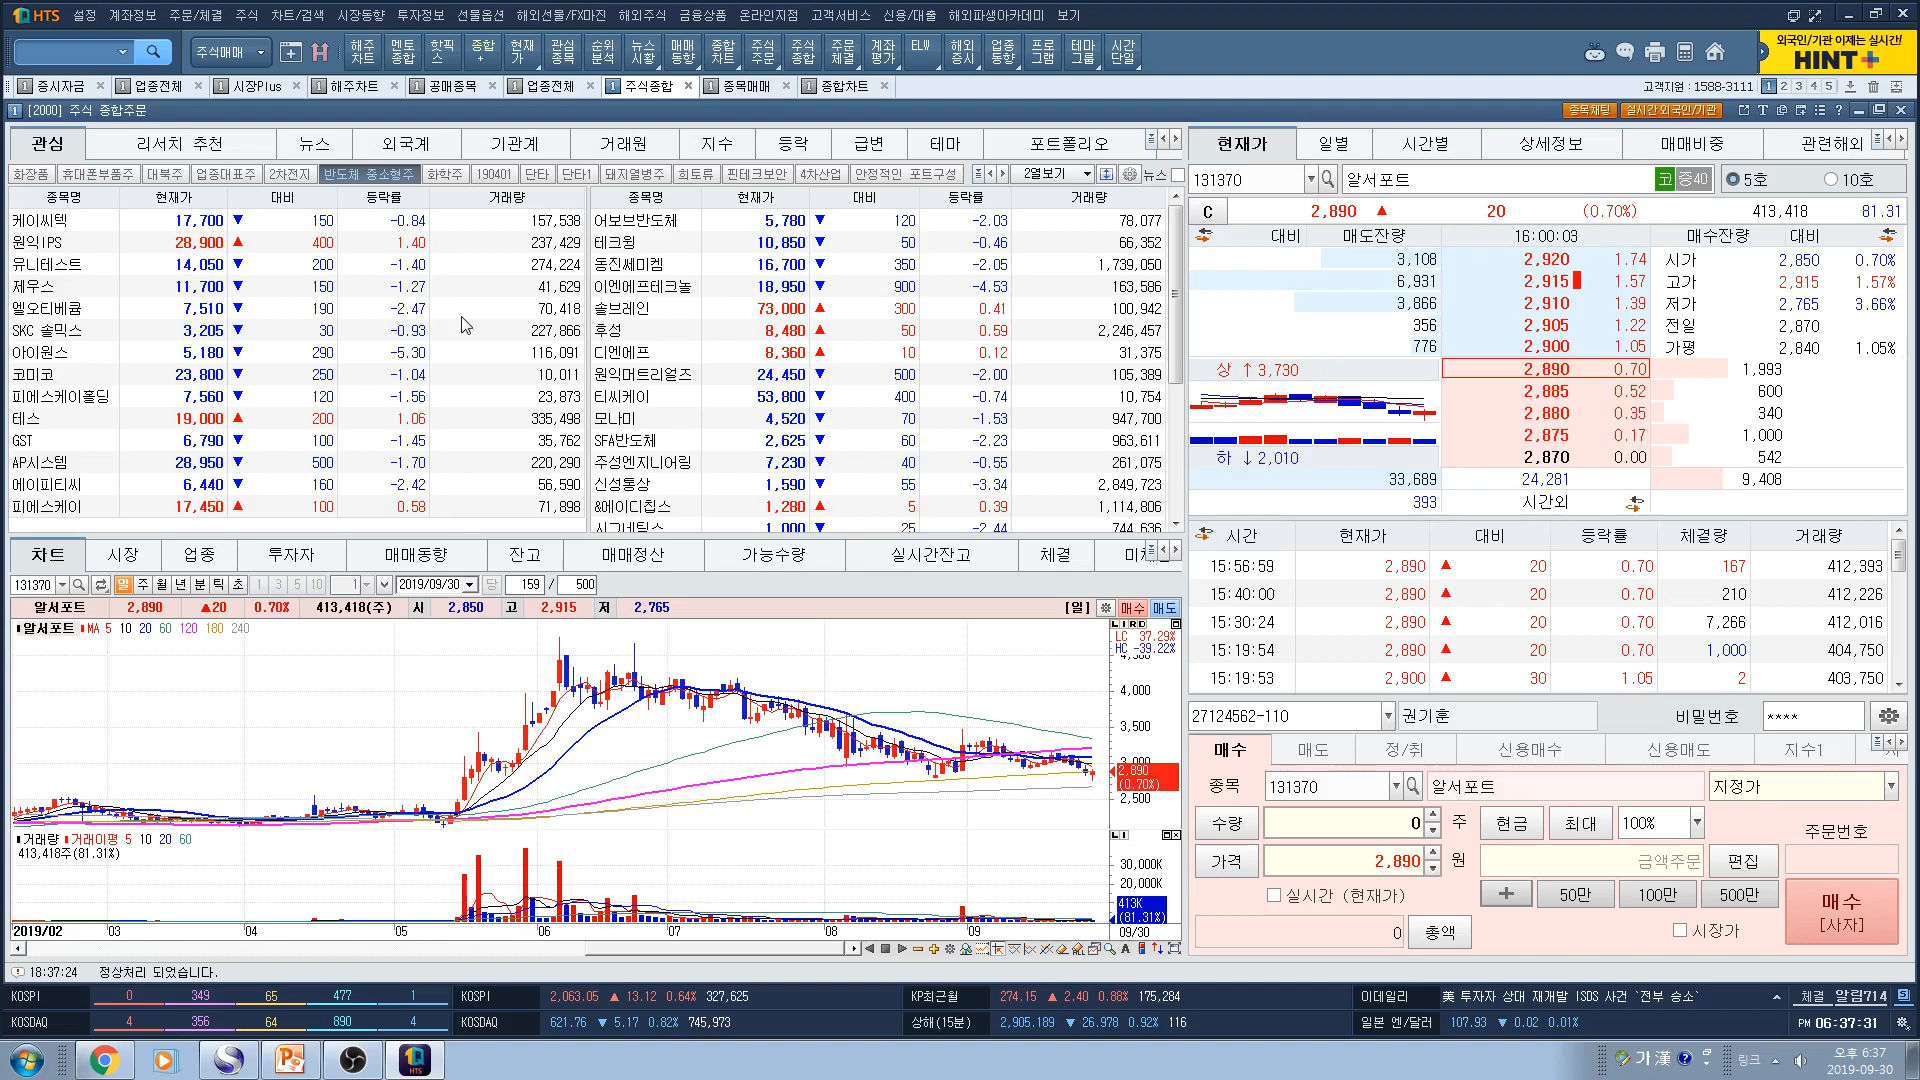 HTS 설정 계좌정보 주문/체결 주식 차트/검색 시장동향 투자정보 선물옵션 해외선물/FX마진 해외주식 금융상품 온라인지점 고객서비스 신용/대출 해외파생아카데미 보기
주식매매 해주차트 멘토종합 핫픽스 종합+ 현재가 관심종목 순위분석 뉴스시황 매매동향 종합차트 주식주문 주식종합 주문체결 계좌평가 ELW 해외증시 업종동향 프로그램 테마그룹 시간단일
외국인/기관 이제는 실시간! HINT+
1 증시자금 1 업종전체 1 시장Plus 1 해주차트 1 공매종목 1 업종전체 1 주식종합 1 종목매매 1 종합차트 고객지원 : 1588-3111 1 2 3 4 5
1 [2000] 주식 종합주문 종목채팅 실시간 외국인/기관
관심 리서치 추천 뉴스 외국계 기관계 거래원 지수 등락 급변 테마 포트폴리오
화장품 휴대폰부품주 대북주 업종대표주 2차전지 반도체 중소형주 화학주 190401 단타 단타1 돼지열병주 희토류 핀테크보안 4차산업 안정적인 포트구성 2열보기 뉴스
종목명 현재가 대비 등락률 거래량 종목명 현재가 대비 등락률 거래량
케이씨텍 17,700 ▼ 150 -0.84 157,538 어보브반도체 5,780 ▼ 120 -2.03 78,077
원익IPS 28,900 ▲ 400 1.40 237,429 테크윙 10,850 ▼ 50 -0.46 66,352
유니테스트 14,050 ▼ 200 -1.40 274,224 동진쎄미켐 16,700 ▼ 350 -2.05 1,739,050
제우스 11,700 ▼ 150 -1.27 41,629 이엔에프테크놀 18,950 ▼ 900 -4.53 163,586
엘오티베큠 7,510 ▼ 190 -2.47 70,418 솔브레인 73,000 ▲ 300 0.41 100,942
SKC 솔믹스 3,205 ▼ 30 -0.93 227,866 후성 8,480 ▲ 50 0.59 2,246,457
아이원스 5,180 ▼ 290 -5.30 116,091 디엔에프 8,360 ▲ 10 0.12 31,375
코미코 23,800 ▼ 250 -1.04 10,011 원익머트리얼즈 24,450 ▼ 500 -2.00 105,389
피에스케이홀딩 7,560 ▼ 120 -1.56 23,873 티씨케이 53,800 ▼ 400 -0.74 10,754
테스 19,000 ▲ 200 1.06 335,498 모나미 4,520 ▼ 70 -1.53 947,700
GST 6,790 ▼ 100 -1.45 35,762 SFA반도체 2,625 ▼ 60 -2.23 963,611
AP시스템 28,950 ▼ 500 -1.70 220,290 주성엔지니어링 7,230 ▼ 40 -0.55 261,075
에이피티씨 6,440 ▼ 160 -2.42 56,590 신성통상 1,590 ▼ 55 -3.34 2,849,723
피에스케이 17,450 ▲ 100 0.58 71,898 &에이디칩스 1,280 ▲ 5 0.39 1,114,806
시그네틱스 1,000 ▼ 25 -2.44 744,636
현재가 일별 시간별 상세정보 매매비중 관련해외
131370 알서포트 코 증40 5호 10호
C 2,890 ▲ 20 (0.70%) 413,418 81.31
대비 매도잔량 16:00:03 매수잔량 대비
3,108 2,920 1.74 시가 2,850 0.70%
6,931 2,915 1.57 고가 2,915 1.57%
3,866 2,910 1.39 저가 2,765 3.66%
356 2,905 1.22 전일 2,870
776 2,900 1.05 가평 2,840 1.05%
상 ↑ 3,730 2,890 0.70 1,993
2,885 0.52 600
2,880 0.35 340
2,875 0.17 1,000
하 ↓ 2,010 2,870 0.00 542
33,689 24,281 9,408
393 시간외
시간 현재가 대비 등락률 체결량 거래량
15:56:59 2,890 ▲ 20 0.70 167 412,393
15:40:00 2,890 ▲ 20 0.70 210 412,226
15:30:24 2,890 ▲ 20 0.70 7,266 412,016
15:19:54 2,890 ▲ 20 0.70 1,000 404,750
15:19:53 2,900 ▲ 30 1.05 2 403,750
차트 시장 업종 투자자 매매동향 잔고 매매정산 가능수량 실시간잔고 체결
131370 일 주 월 년 분 틱 초 1 3 5 10 1 2019/09/30 당 159 / 500
알서포트 2,890 ▲20 0.70% 413,418(주) 시 2,850 고 2,915 저 2,765 [일] 매수 매도
알서포트 MA 5 10 20 60 120 180 240
LC 37.29%
HC -39.22%
4,000
3,500
3,000
2,890
(0.70%)
2,500
거래량 거래이평 5 10 20 60
413,418주(81.31%)
30,000K
20,000K
413K
(81.31%)
2019/02 03 04 05 06 07 08 09 09/30
27124562-110 권기훈 비밀번호 ****
매수 매도 정/취 신용매수 신용매도 지수1
종목 131370 알서포트 지정가
수량 0 주 현금 최대 100% 주문번호
가격 2,890 원 금액주문 편집
실시간 (현재가) + 50만 100만 500만 매수
[사자]
0 총액 시장가
18:37:24 정상처리 되었습니다.
KOSPI 0 349 65 477 1 KOSPI 2,063.05 ▲ 13.12 0.64% 327,625 KP최근월 274.15 ▲ 2.40 0.88% 175,284 이데일리 美 투자자 상대 재개발 ISDS 사건 `전부 승소` 체결 알림714
KOSDAQ 4 356 64 890 4 KOSDAQ 621.76 ▼ 5.17 0.82% 745,973 상해(15분) 2,905.189 ▼ 26.978 0.92% 116 일본 엔/달러 107.93 ▼ 0.02 0.01% PM 06:37:31
가 漢 링크 오후 6:37
2019-09-30